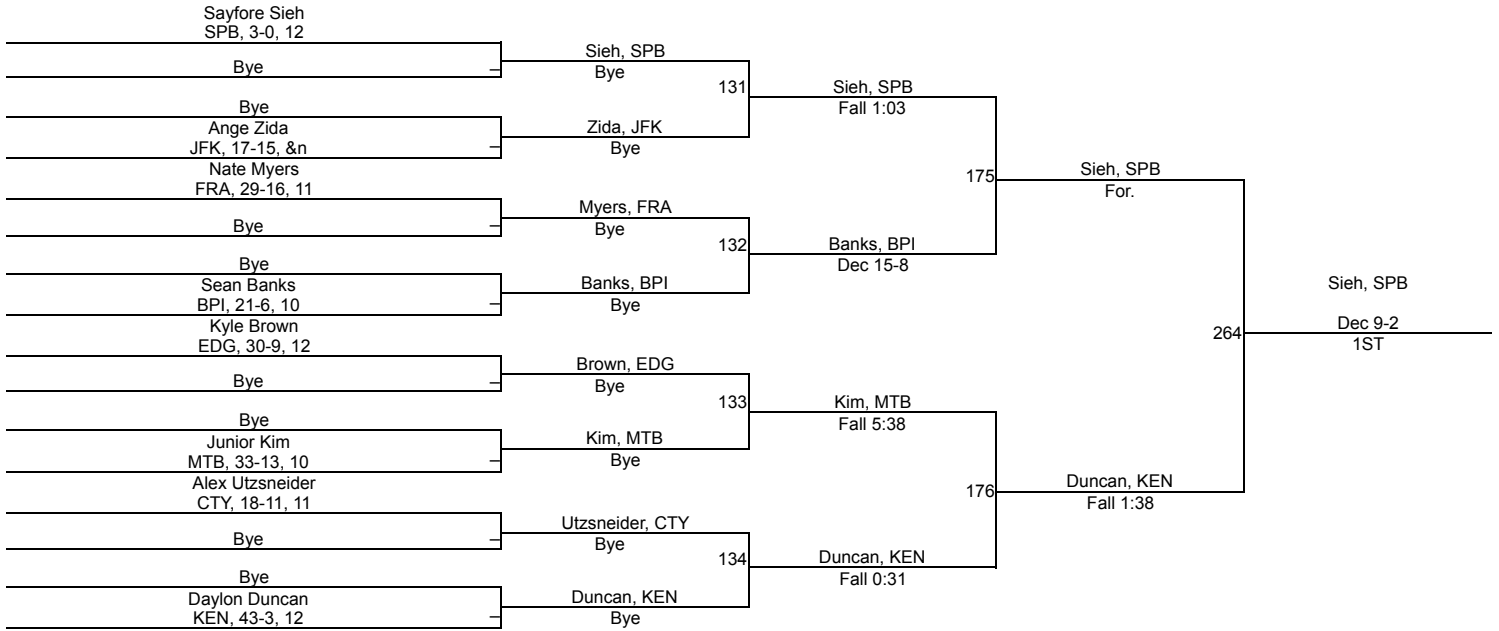 Sayfore Sieh
SPB, 3-0, 12
Bye
Bye
Ange Zida
JFK, 17-15, &n
Nate Myers
FRA, 29-16, 11
Bye
Bye
Sean Banks
BPI, 21-6, 10
Kyle Brown
EDG, 30-9, 12
Bye
Bye
Junior Kim
MTB, 33-13, 10
Alex Utzsneider
CTY, 18-11, 11
Bye
Bye
Daylon Duncan
KEN, 43-3, 12
Sieh, SPB
Bye
131
Zida, JFK
Bye
Myers, FRA
Bye
132
Banks, BPI
Bye
Brown, EDG
Bye
133
Kim, MTB
Bye
Utzsneider, CTY
Bye
134
Duncan, KEN
Bye
Sieh, SPB
Fall 1:03
175
Banks, BPI
Dec 15-8
Kim, MTB
Fall 5:38
176
Duncan, KEN
Fall 0:31
Sieh, SPB
For.
264
Duncan, KEN
Fall 1:38
Sieh, SPB
Dec 9-2
1ST